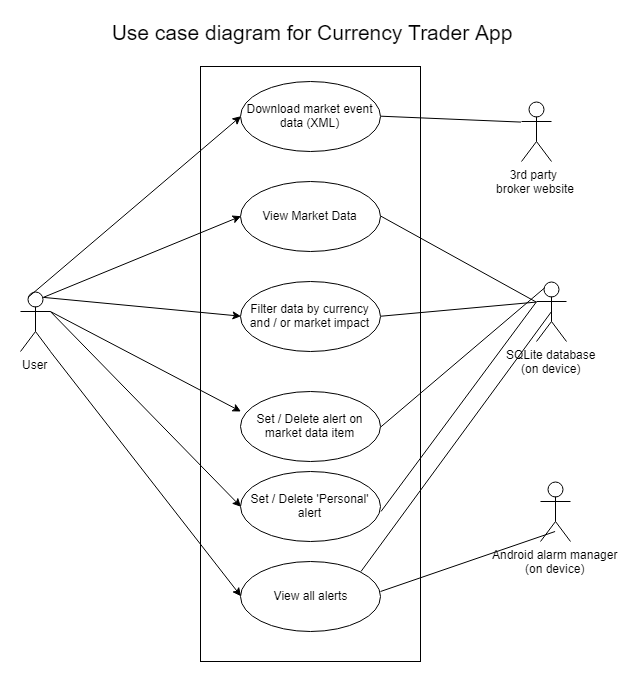 Use case diagram for Currency Trader App
Download market event
data (XML)
3rd party
broker website
View Market Data
Filter data by currency
and / or market impact
User
SQLite database
(on device)
Set / Delete alert on
market data item
Set / Delete 'Personal'
alert
Android alarm manager
(on device)
View all alerts